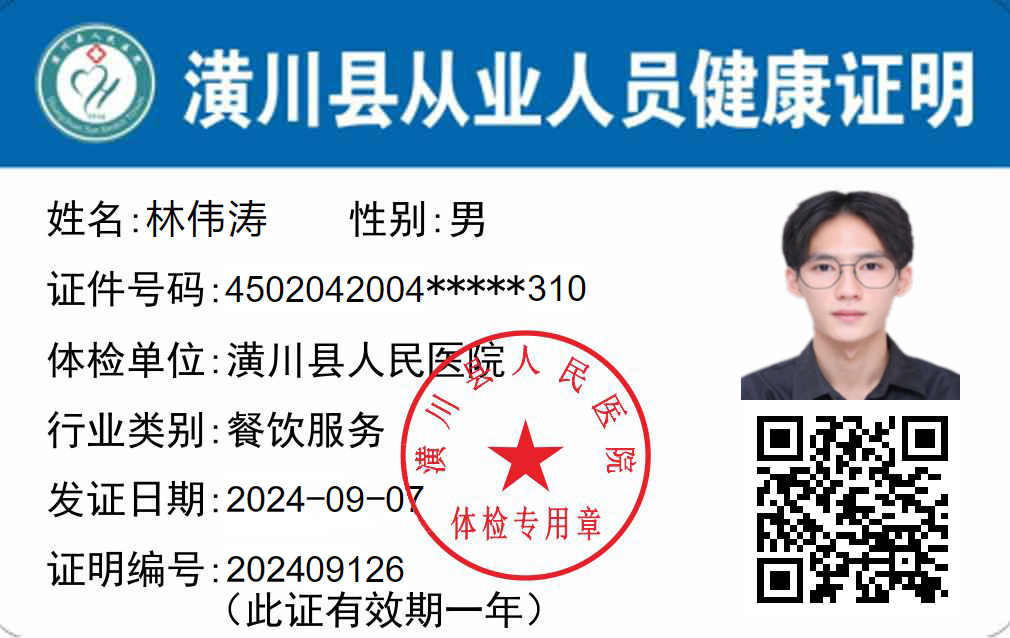 潢川县从业人员健康证明
姓名:林伟涛 性别:男
证件号码:4502042004*****310
体检单位:潢川县人民医院
行业类别:餐饮服务
发证日期:2024-09-07
证明编号:202409126
（此证有效期一年）
潢川县人民医院
体检专用章